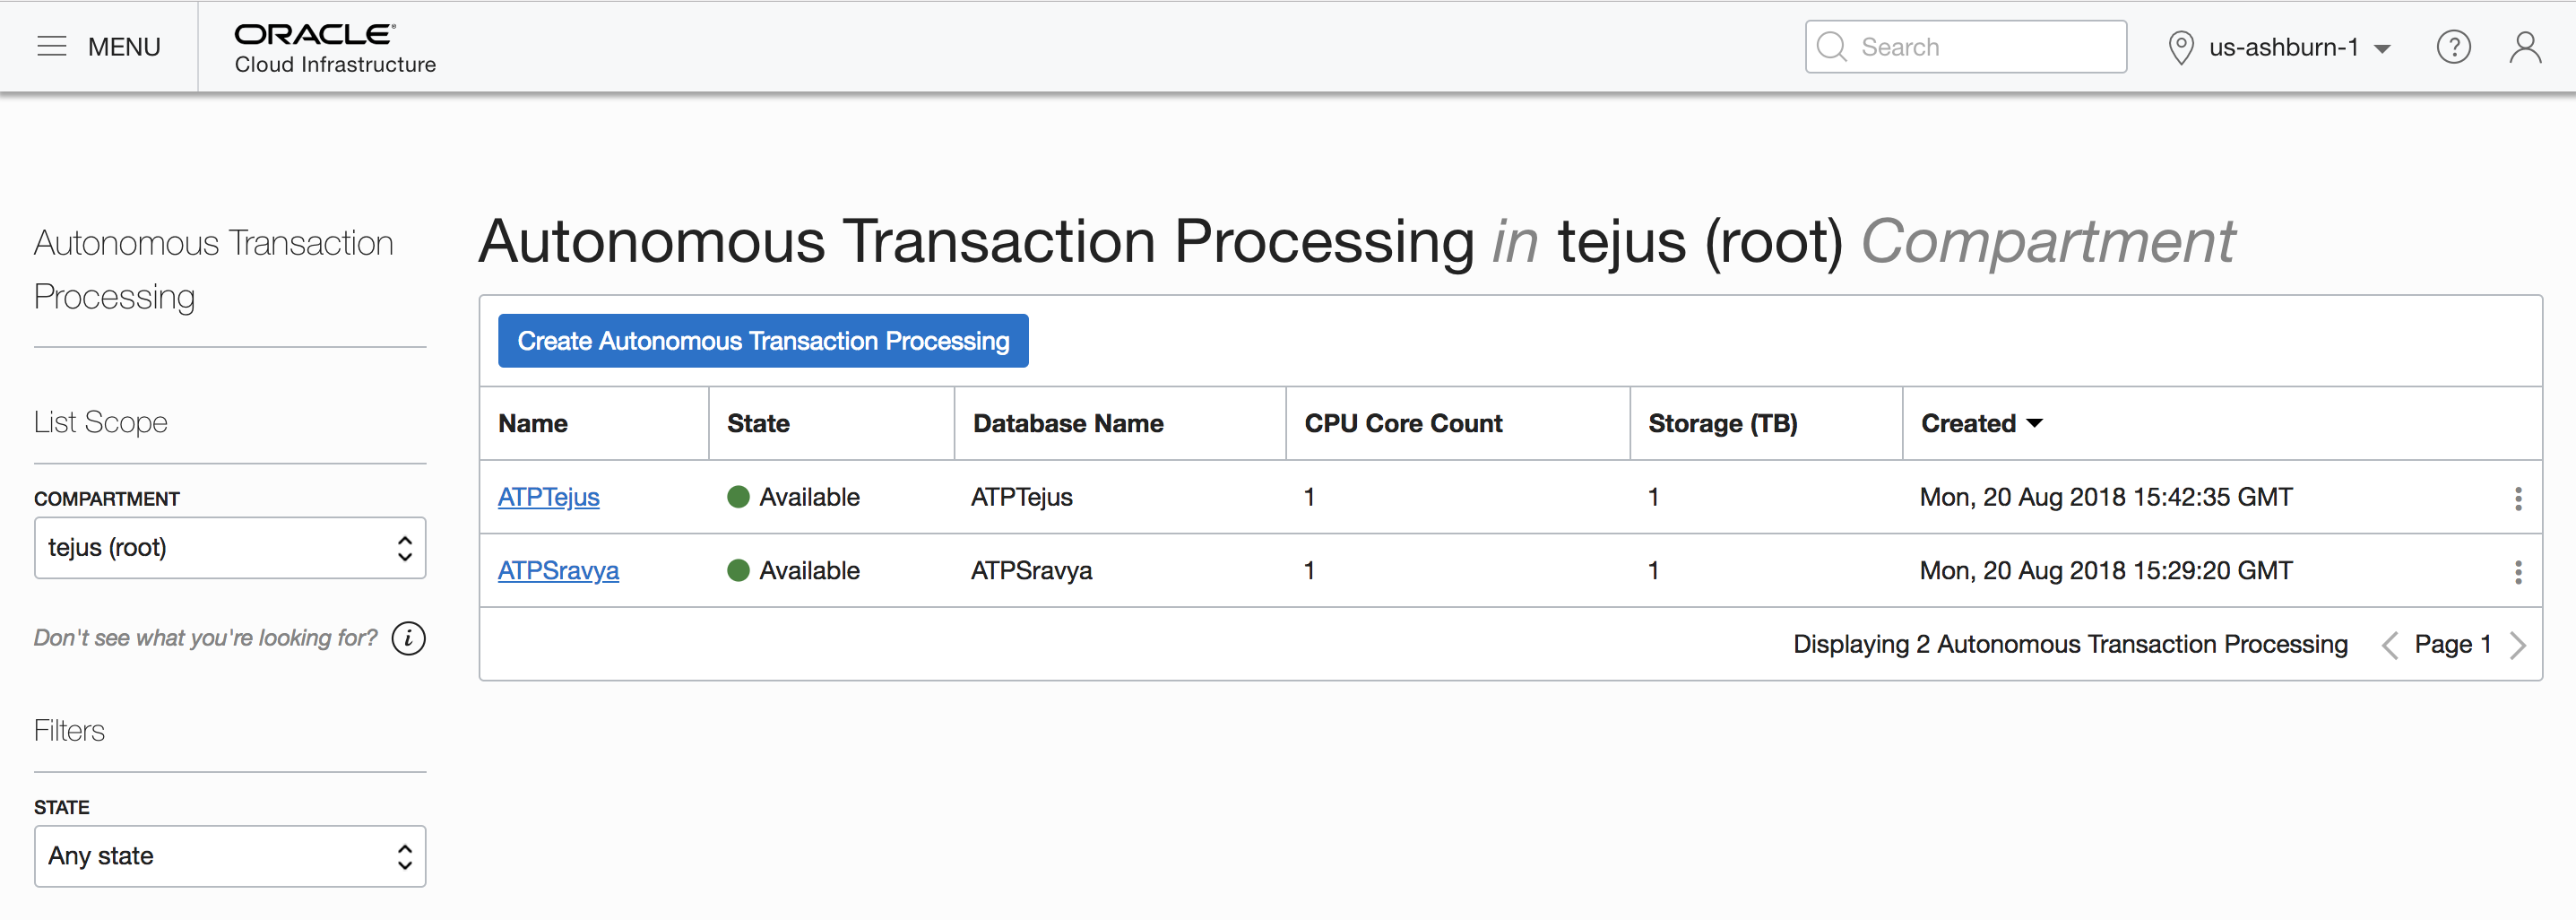 MENU
ORACLE®
Cloud Infrastructure
Search
us-ashburn-1
?
Autonomous Transaction
Processing
List Scope
COMPARTMENT
tejus (root)
Don't see what you're looking for? i
Filters
STATE
Any state
Autonomous Transaction Processing in tejus (root) Compartment
Create Autonomous Transaction Processing
Name State Database Name CPU Core Count Storage (TB) Created
ATPTejus Available ATPTejus 1 1 Mon, 20 Aug 2018 15:42:35 GMT
ATPSravya Available ATPSravya 1 1 Mon, 20 Aug 2018 15:29:20 GMT
Displaying 2 Autonomous Transaction Processing Page 1